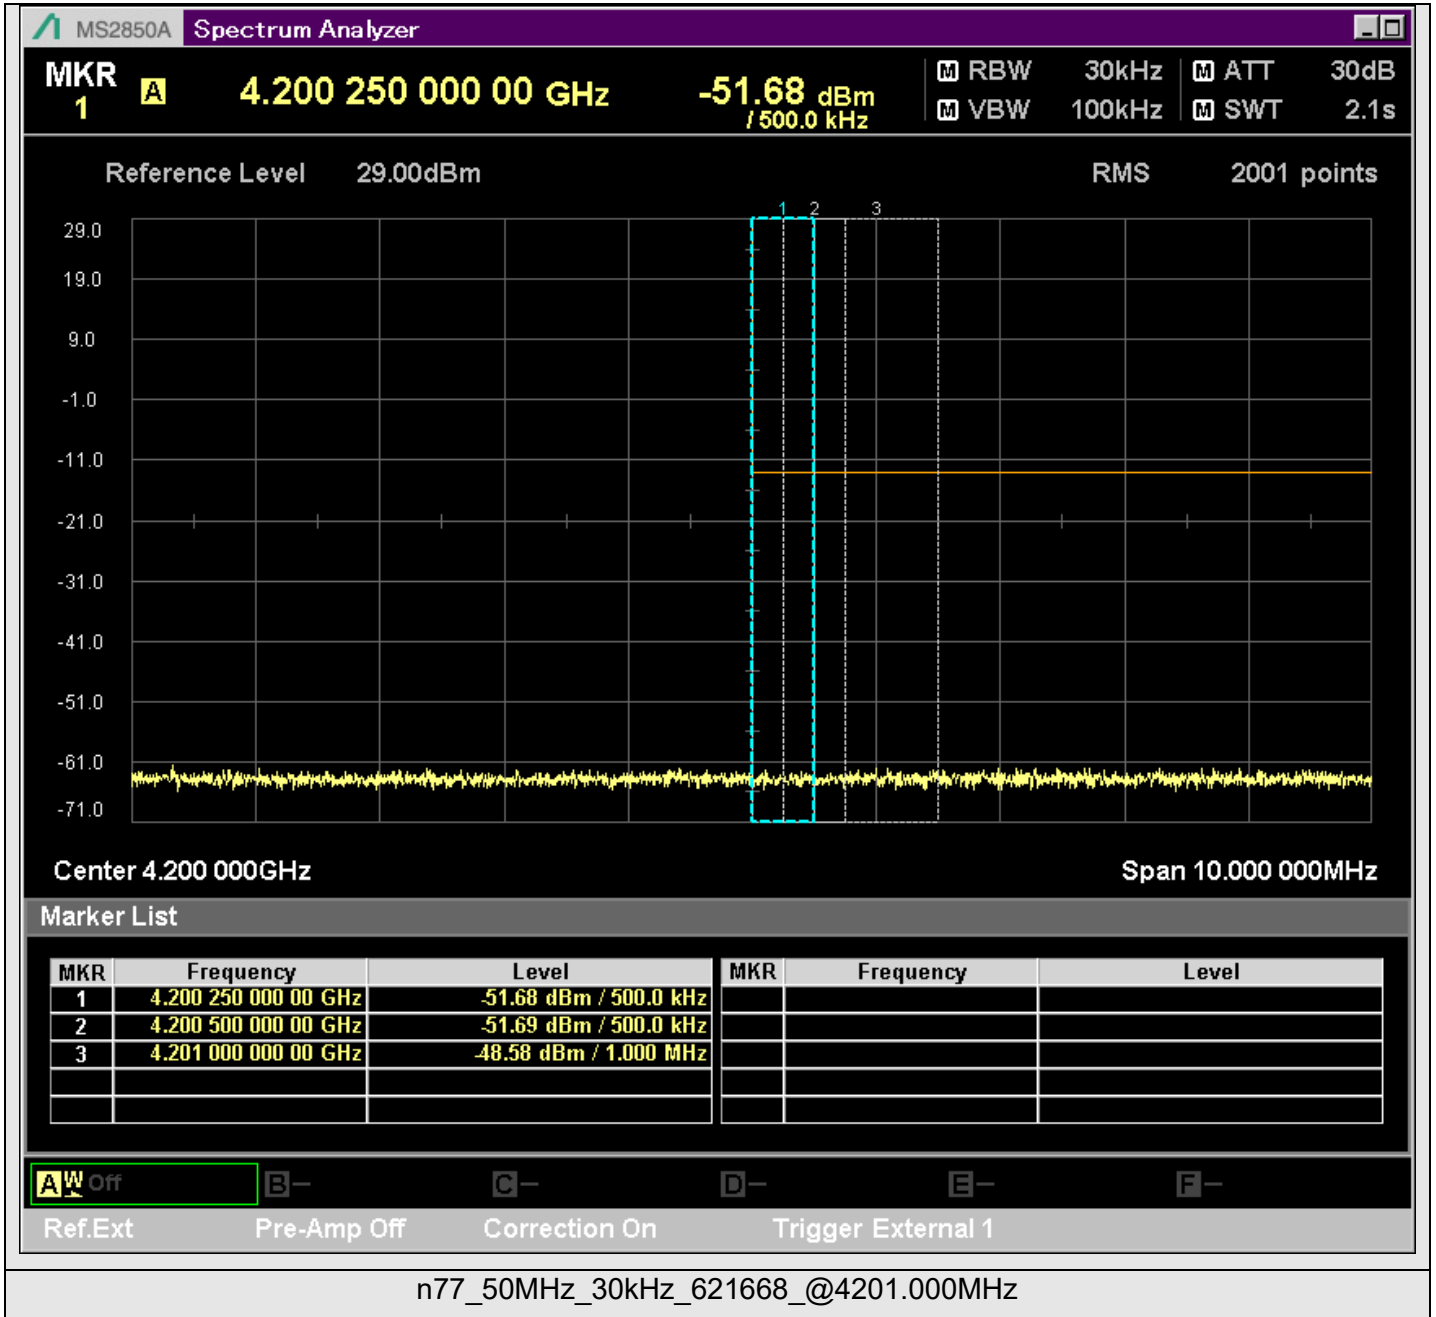 MS2850A Spectrum Analyzer
MKR 1 A 4.200 250 000 00 GHz -51.68 dBm / 500.0 kHz
M RBW 30kHz M ATT 30dB
M VBW 100kHz M SWT 2.1s
Reference Level 29.00dBm RMS 2001 points
1 2 3
29.0
19.0
9.0
-1.0
-11.0
-21.0
-31.0
-41.0
-51.0
-61.0
-71.0
Center 4.200 000GHz Span 10.000 000MHz
Marker List
MKR Frequency Level MKR Frequency Level
1 4.200 250 000 00 GHz -51.68 dBm / 500.0 kHz
2 4.200 500 000 00 GHz -51.69 dBm / 500.0 kHz
3 4.201 000 000 00 GHz -48.58 dBm / 1.000 MHz
A W Off B- C- D- E- F-
Ref.Ext Pre-Amp Off Correction On Trigger External 1
n77_50MHz_30kHz_621668_@4201.000MHz